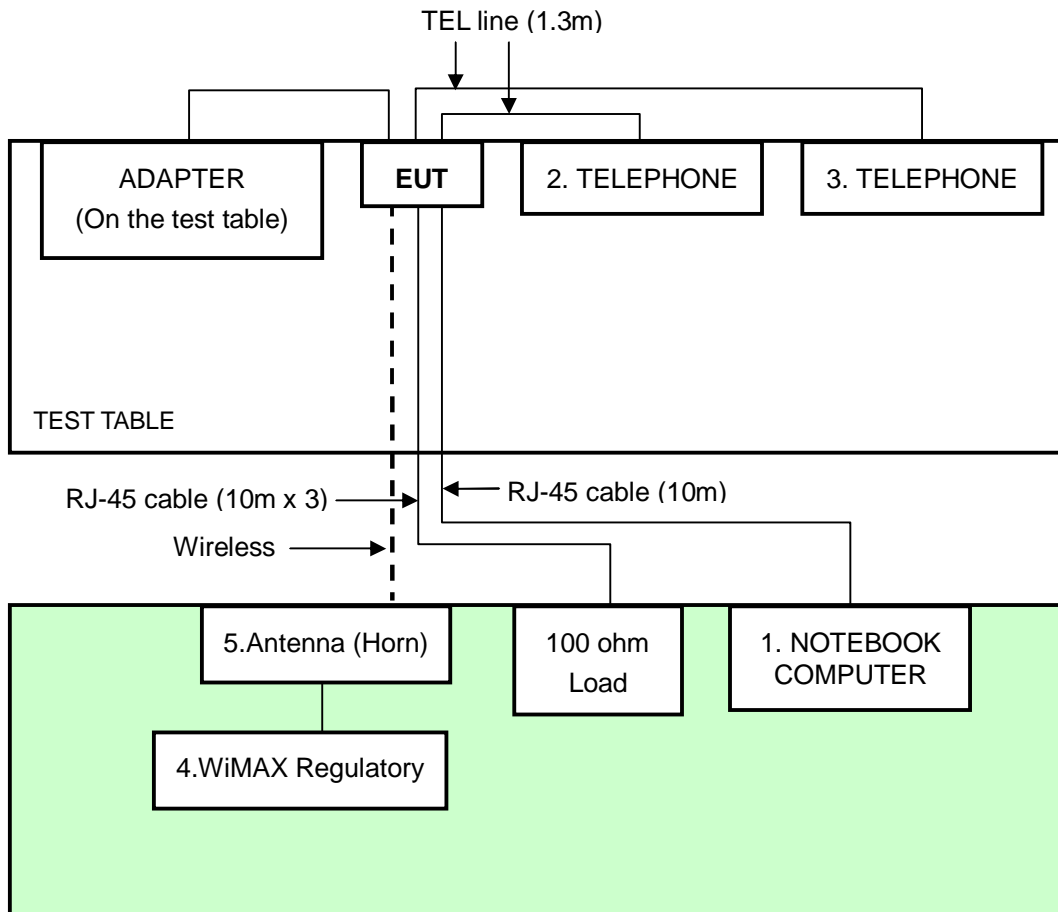 TEL line (1.3m)
ADAPTER
(On the test table)
EUT
2. TELEPHONE
3. TELEPHONE
TEST TABLE
RJ-45 cable (10m x 3)
RJ-45 cable (10m)
Wireless
5.Antenna (Horn)
100 ohm
Load
1. NOTEBOOK
COMPUTER
4.WiMAX Regulatory